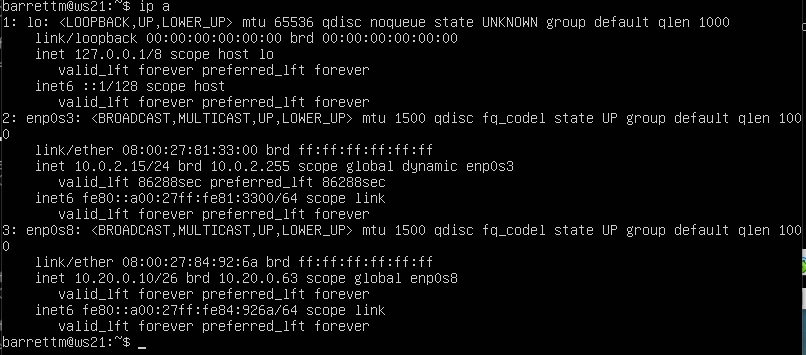 barrettm@ws21:~$ ip a
1: lo: <LOOPBACK,UP,LOWER_UP> mtu 65536 qdisc noqueue state UNKNOWN group default qlen 1000
    link/loopback 00:00:00:00:00:00 brd 00:00:00:00:00:00
    inet 127.0.0.1/8 scope host lo
       valid_lft forever preferred_lft forever
    inet6 ::1/128 scope host
       valid_lft forever preferred_lft forever
2: enp0s3: <BROADCAST,MULTICAST,UP,LOWER_UP> mtu 1500 qdisc fq_codel state UP group default qlen 100
0
    link/ether 08:00:27:81:33:00 brd ff:ff:ff:ff:ff:ff
    inet 10.0.2.15/24 brd 10.0.2.255 scope global dynamic enp0s3
       valid_lft 86288sec preferred_lft 86288sec
    inet6 fe80::a00:27ff:fe81:3300/64 scope link
       valid_lft forever preferred_lft forever
3: enp0s8: <BROADCAST,MULTICAST,UP,LOWER_UP> mtu 1500 qdisc fq_codel state UP group default qlen 100
0
    link/ether 08:00:27:84:92:6a brd ff:ff:ff:ff:ff:ff
    inet 10.20.0.10/26 brd 10.20.0.63 scope global enp0s8
       valid_lft forever preferred_lft forever
    inet6 fe80::a00:27ff:fe84:926a/64 scope link
       valid_lft forever preferred_lft forever
barrettm@ws21:~$ _